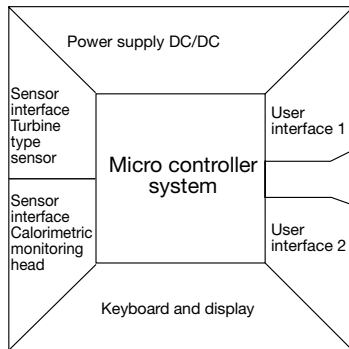 Power supply DC/DC
Sensor
interface
Turbine
type
sensor
Sensor
interface
Calorimetric
monitoring
head
Micro controller
system
User
interface 1
User
interface 2
Keyboard and display